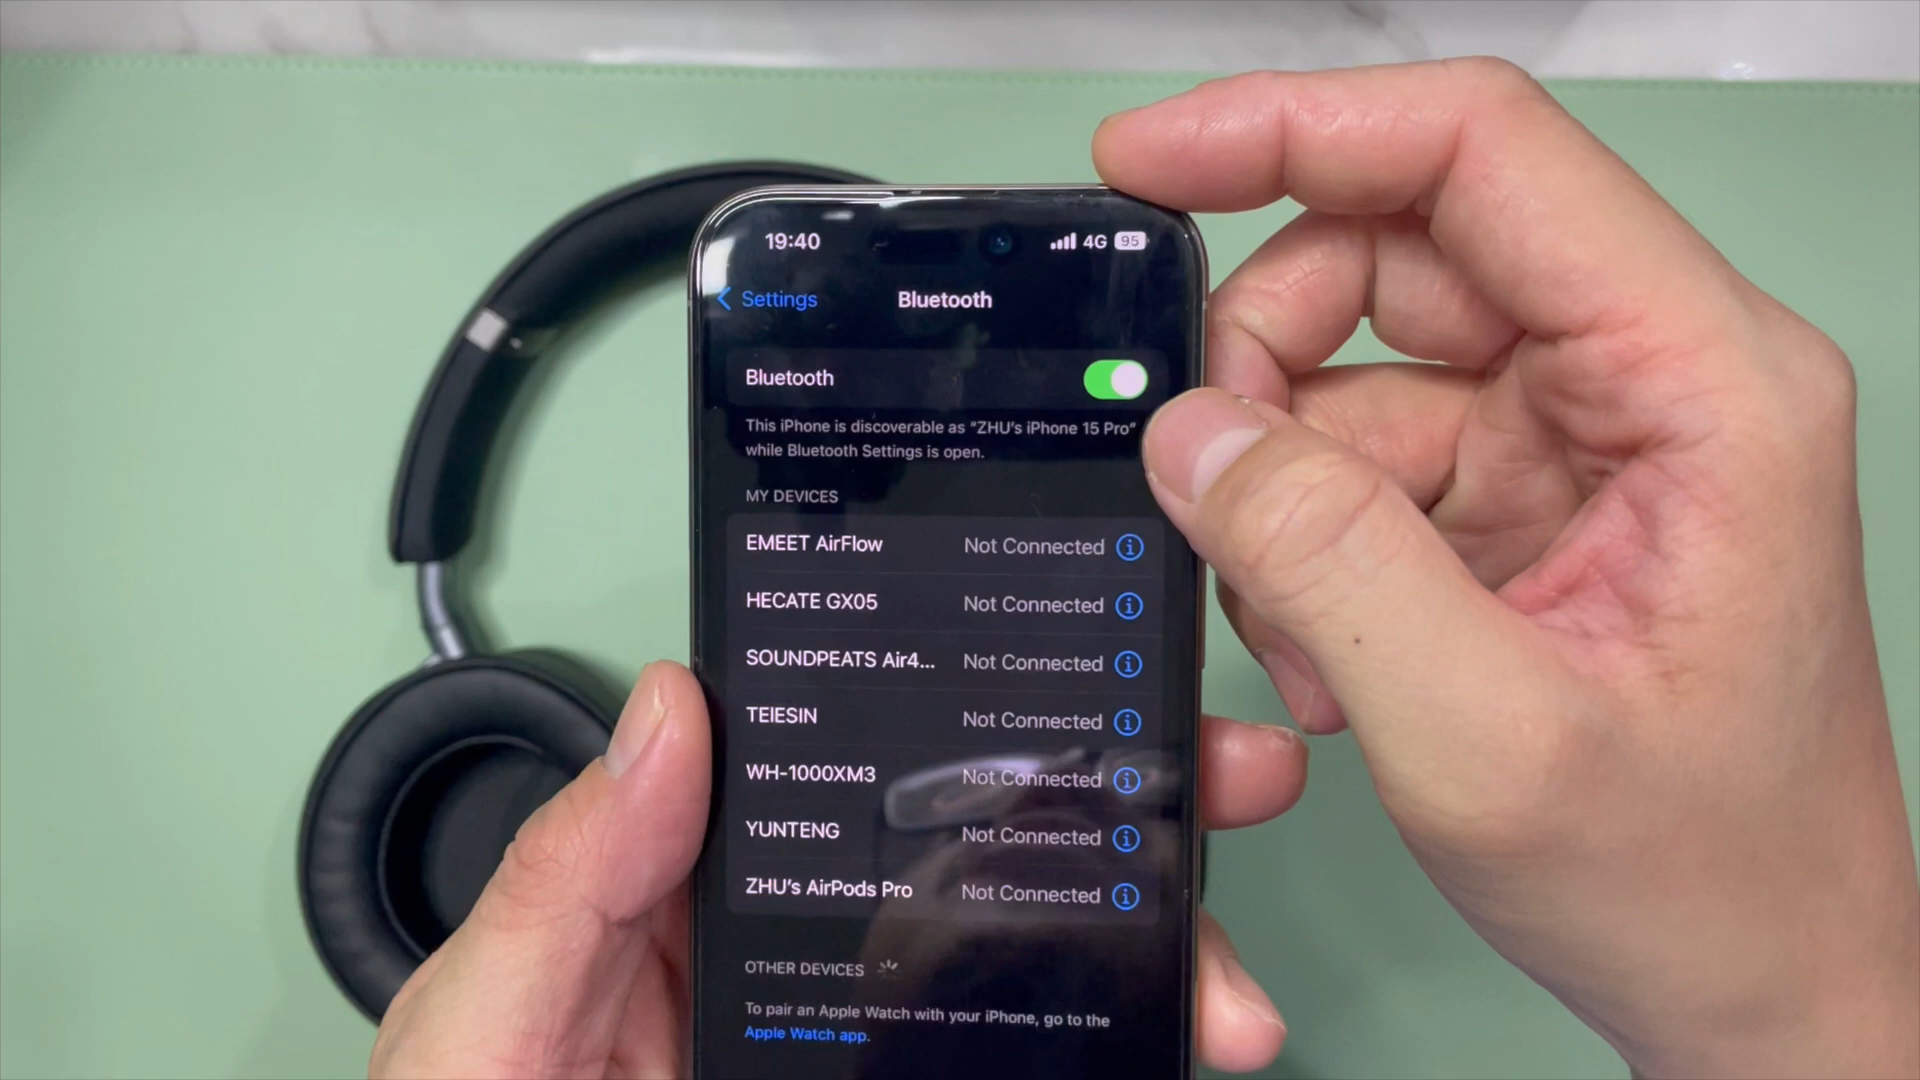 19:40 4G 95
Settings Bluetooth
Bluetooth
This iPhone is discoverable as “ZHU's iPhone 15 Pro”
while Bluetooth Settings is open.
MY DEVICES
EMEET AirFlow Not Connected
HECATE GX05 Not Connected
SOUNDPEATS Air4... Not Connected
TEIESIN Not Connected
WH-1000XM3 Not Connected
YUNTENG Not Connected
ZHU's AirPods Pro Not Connected
OTHER DEVICES
To pair an Apple Watch with your iPhone, go to the
Apple Watch app.